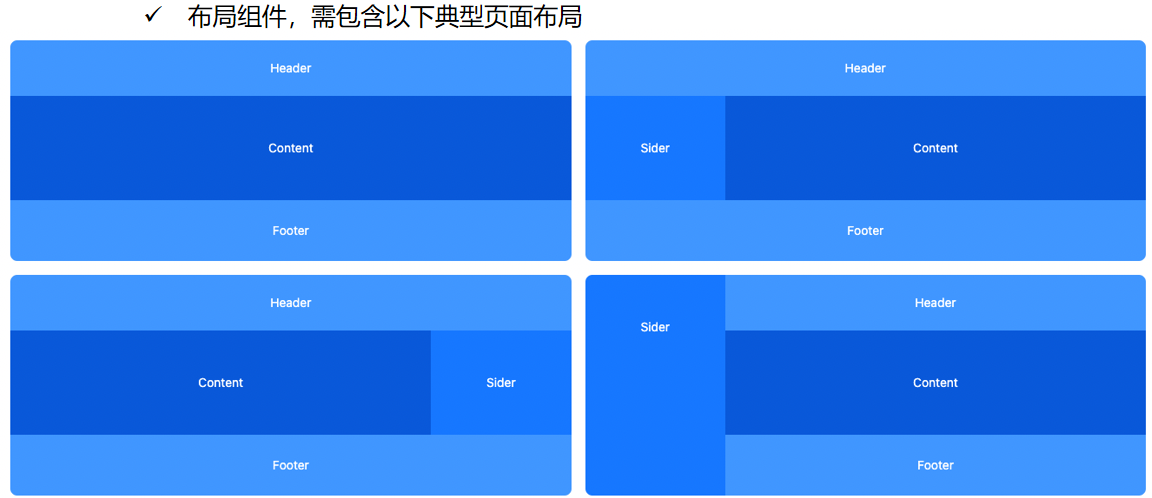 ✓ 布局组件，需包含以下典型页面布局
Header
Content
Footer
Header
Sider
Content
Footer
Header
Content
Sider
Footer
Sider
Header
Content
Footer